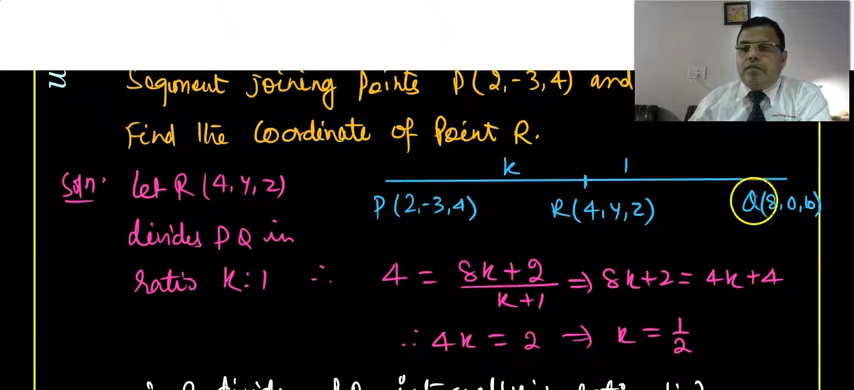 Segment joining Points P(2,-3,4) and
Find the Coordinate of Point R.
Soln. Let R(4,y,z)
divides PQ in
ratio k:1
k 1
P(2,-3,4) R(4,y,z) Q(8,0,10)
∴ 4 = (8k+2)/(k+1) ⇒ 8k+2 = 4k+4
∴ 4k = 2 ⇒ k = 1/2